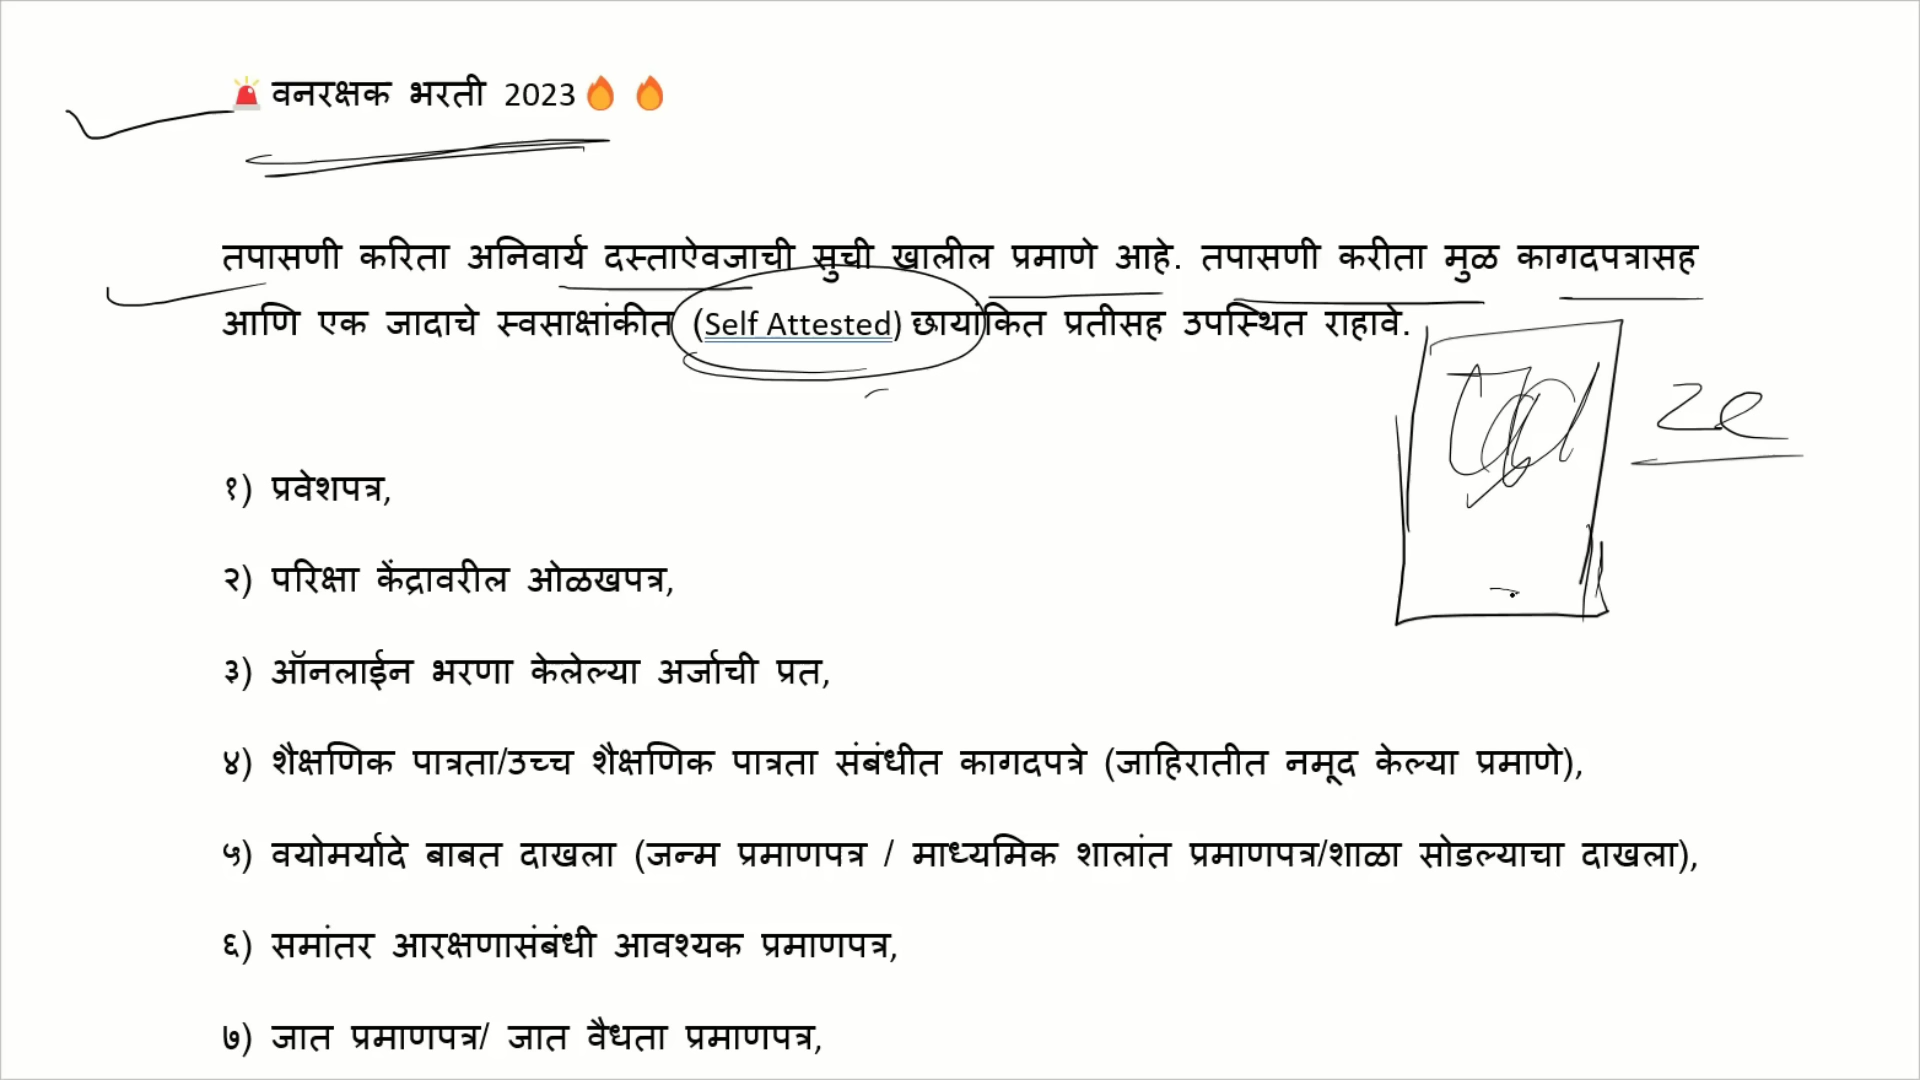 🚨 वनरक्षक भरती 2023🔥 🔥
तपासणी करिता अनिवार्य दस्ताऐवजाची सुची खालील प्रमाणे आहे. तपासणी करीता मुळ कागदपत्रासह
आणि एक जादाचे स्वसाक्षांकीत (Self Attested) छायांकित प्रतीसह उपस्थित राहावे.
१) प्रवेशपत्र,
२) परिक्षा केंद्रावरील ओळखपत्र,
३) ऑनलाईन भरणा केलेल्या अर्जाची प्रत,
४) शैक्षणिक पात्रता/उच्च शैक्षणिक पात्रता संबंधीत कागदपत्रे (जाहिरातीत नमूद केल्या प्रमाणे),
५) वयोमर्यादे बाबत दाखला (जन्म प्रमाणपत्र / माध्यमिक शालांत प्रमाणपत्र/शाळा सोडल्याचा दाखला),
६) समांतर आरक्षणासंबंधी आवश्यक प्रमाणपत्र,
७) जात प्रमाणपत्र/ जात वैधता प्रमाणपत्र,